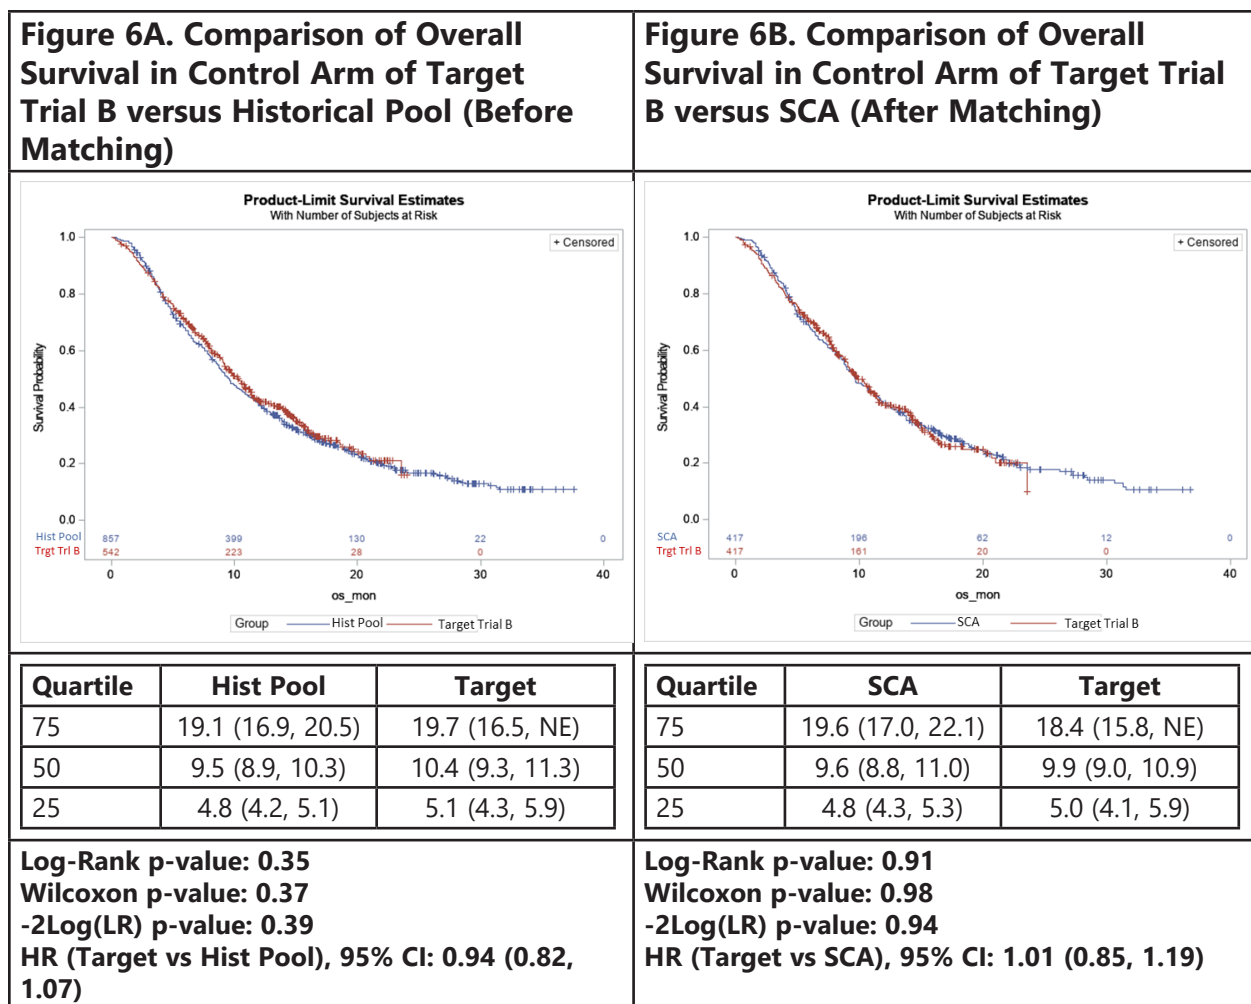 Figure 6A. Comparison of Overall
Survival in Control Arm of Target
Trial B versus Historical Pool (Before
Matching)
Product-Limit Survival Estimates
With Number of Subjects at Risk
+ Censored
Survival Probability
1.0
0.8
0.6
0.4
0.2
0.0
Hist Pool 857 399 130 22 0
Trgt Trl B 542 223 28 0
0 10 20 30 40
os_mon
Group Hist Pool Target Trial B
Quartile Hist Pool Target
75 19.1 (16.9, 20.5) 19.7 (16.5, NE)
50 9.5 (8.9, 10.3) 10.4 (9.3, 11.3)
25 4.8 (4.2, 5.1) 5.1 (4.3, 5.9)
Log-Rank p-value: 0.35
Wilcoxon p-value: 0.37
-2Log(LR) p-value: 0.39
HR (Target vs Hist Pool), 95% CI: 0.94 (0.82,
1.07)
Figure 6B. Comparison of Overall
Survival in Control Arm of Target Trial
B versus SCA (After Matching)
Product-Limit Survival Estimates
With Number of Subjects at Risk
+ Censored
Survival Probability
1.0
0.8
0.6
0.4
0.2
0.0
SCA 417 196 62 12 0
Trgt Trl B 417 161 20 0
0 10 20 30 40
os_mon
Group SCA Target Trial B
Quartile SCA Target
75 19.6 (17.0, 22.1) 18.4 (15.8, NE)
50 9.6 (8.8, 11.0) 9.9 (9.0, 10.9)
25 4.8 (4.3, 5.3) 5.0 (4.1, 5.9)
Log-Rank p-value: 0.91
Wilcoxon p-value: 0.98
-2Log(LR) p-value: 0.94
HR (Target vs SCA), 95% CI: 1.01 (0.85, 1.19)